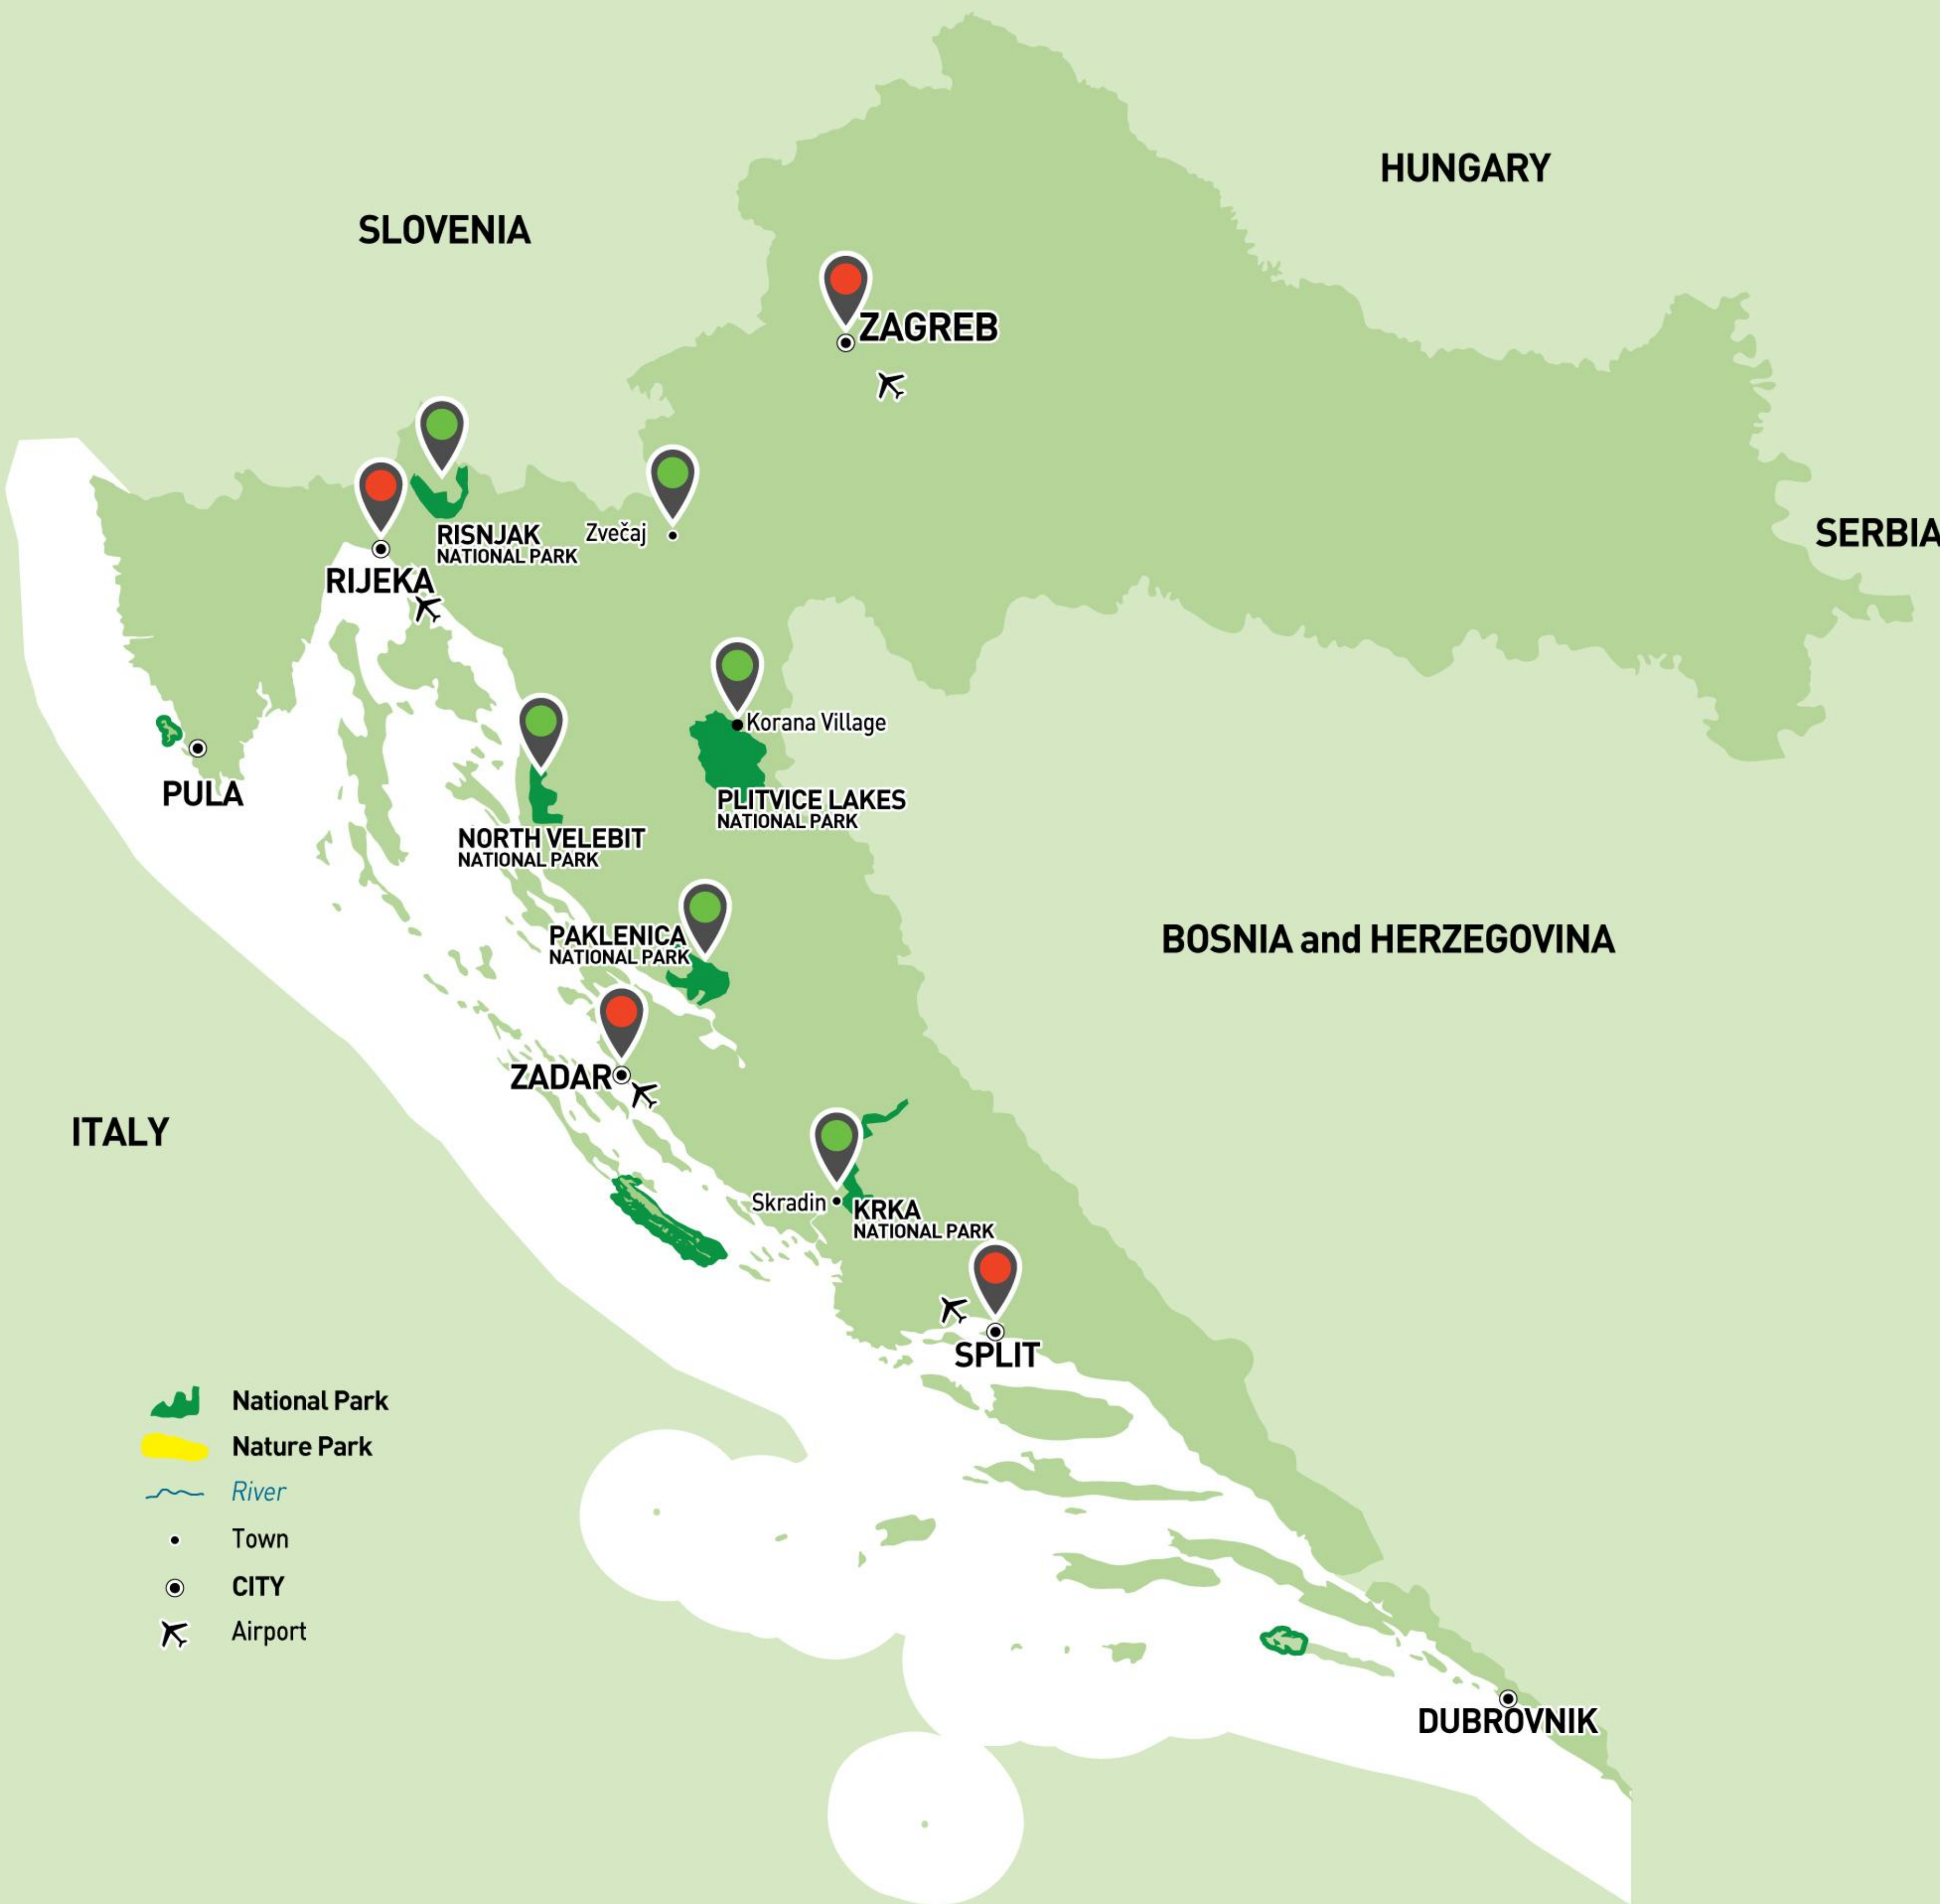 HUNGARY
SLOVENIA
ZAGREB
SERBIA
RISNJAK
NATIONAL PARK
Zvečaj
RIJEKA
Korana Village
PULA
PLITVICE LAKES
NATIONAL PARK
NORTH VELEBIT
NATIONAL PARK
PAKLENICA
NATIONAL PARK
BOSNIA and HERZEGOVINA
ZADAR
ITALY
Skradin
KRKA
NATIONAL PARK
SPLIT
National Park
Nature Park
River
Town
CITY
Airport
DUBROVNIK